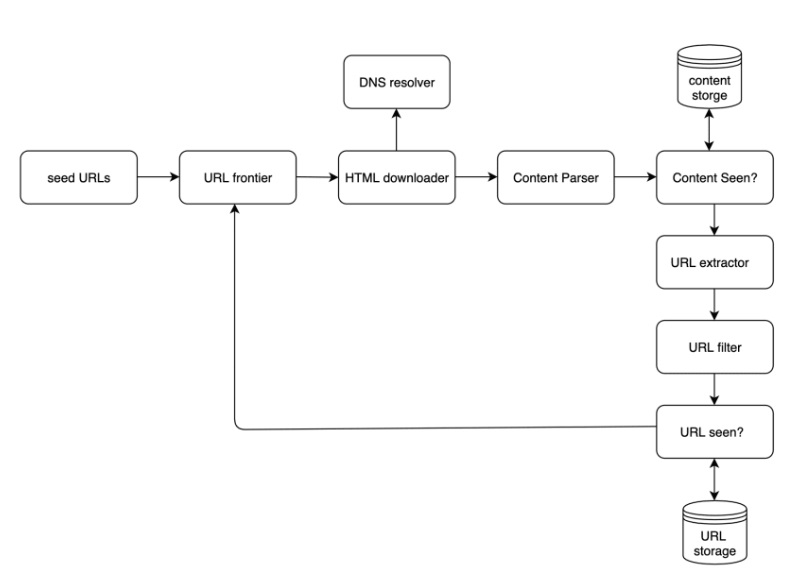 DNS resolver
content
storge
seed URLs
URL frontier
HTML downloader
Content Parser
Content Seen?
URL extractor
URL filter
URL seen?
URL
storage